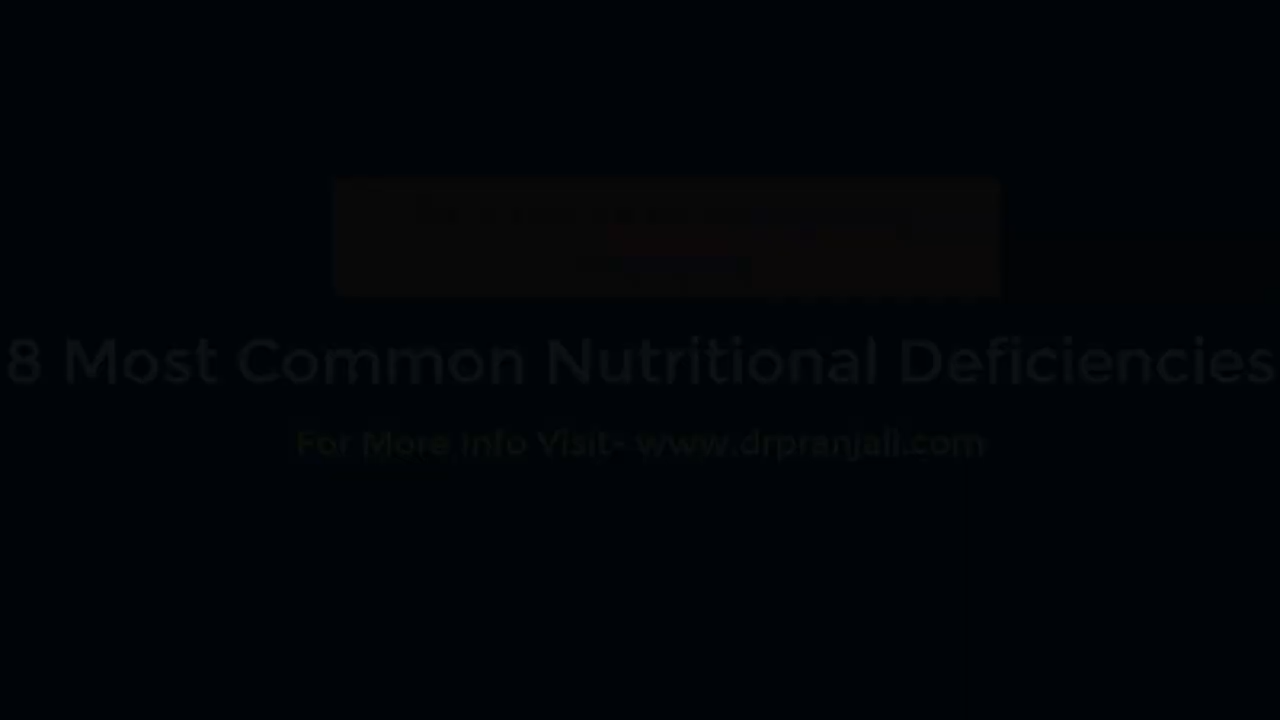 8 Most Common Nutritional Deficiencies
For More Info Visit- www.drpranjali.com